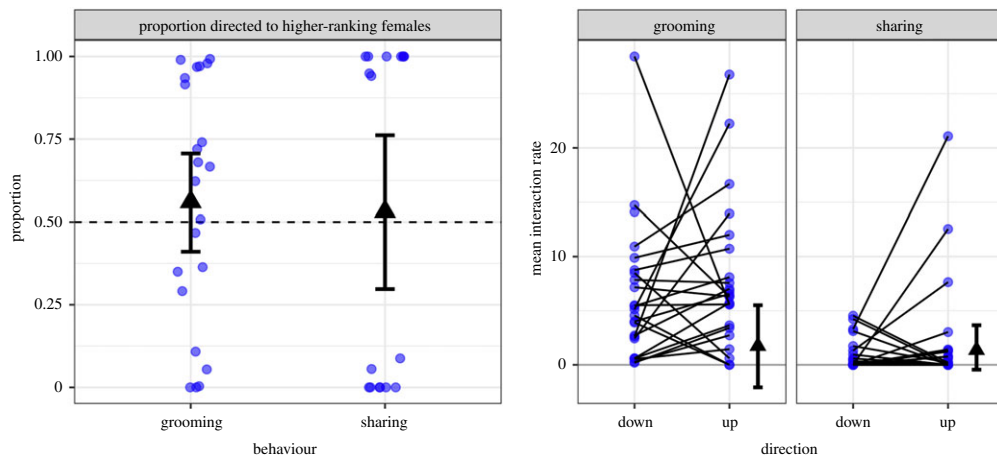 proportion directed to higher-ranking females
1.00
0.75
0.50
0.25
0
proportion
grooming
sharing
behaviour
grooming
sharing
20
10
0
mean interaction rate
down
up
down
up
direction